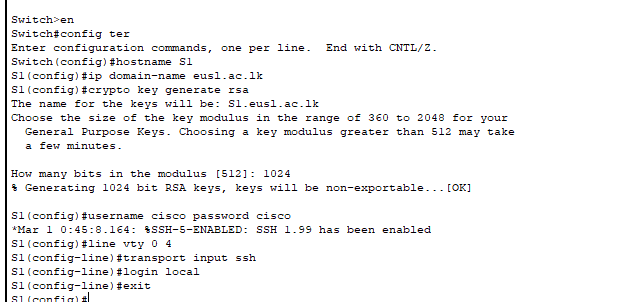 Switch>en
Switch#config ter
Enter configuration commands, one per line.  End with CNTL/Z.
Switch(config)#hostname S1
S1(config)#ip domain-name eusl.ac.lk
S1(config)#crypto key generate rsa
The name for the keys will be: S1.eusl.ac.lk
Choose the size of the key modulus in the range of 360 to 2048 for your
  General Purpose Keys. Choosing a key modulus greater than 512 may take
  a few minutes.
How many bits in the modulus [512]: 1024
% Generating 1024 bit RSA keys, keys will be non-exportable...[OK]
S1(config)#username cisco password cisco
*Mar 1 0:45:8.164: %SSH-5-ENABLED: SSH 1.99 has been enabled
S1(config)#line vty 0 4
S1(config-line)#transport input ssh
S1(config-line)#login local
S1(config-line)#exit
S1(config)#